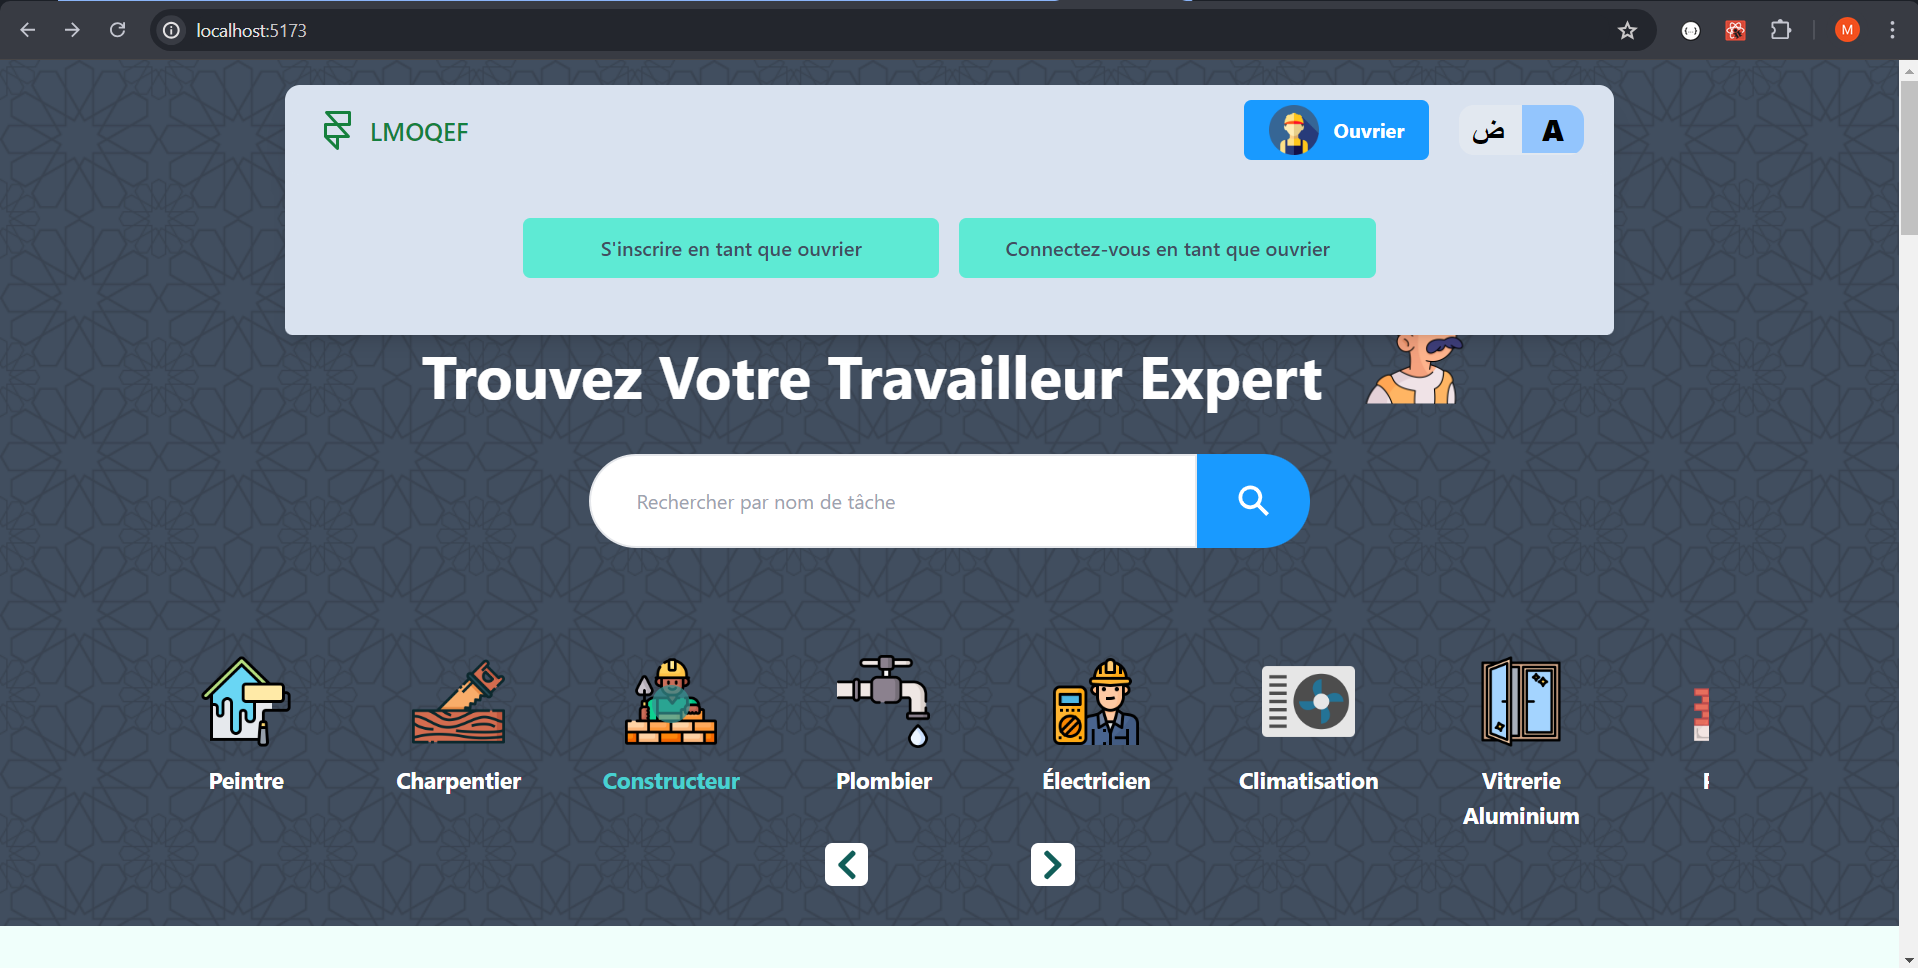 localhost:5173
M
LMOQEF
Ouvrier
ض
A
S'inscrire en tant que ouvrier
Connectez-vous en tant que ouvrier
Trouvez Votre Travailleur Expert
Rechercher par nom de tâche
Peintre
Charpentier
Constructeur
Plombier
Électricien
Climatisation
Vitrerie
Aluminium